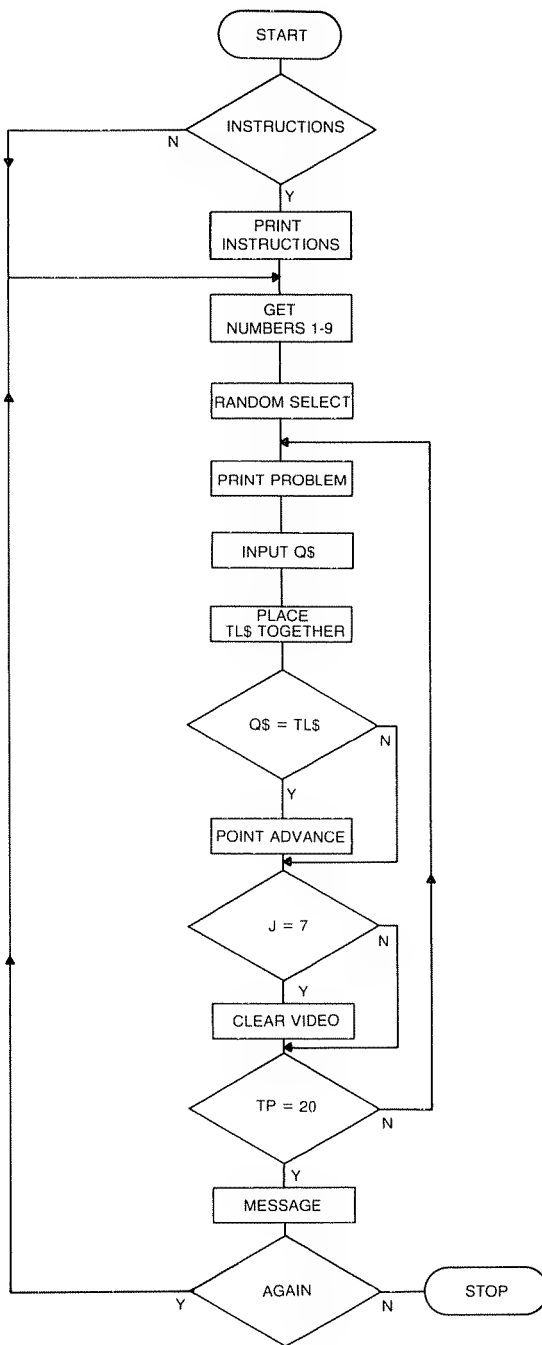 START
INSTRUCTIONS
N
Y
PRINT
INSTRUCTIONS
GET
NUMBERS 1-9
RANDOM SELECT
PRINT PROBLEM
INPUT Q$
PLACE
TL$ TOGETHER
Q$ = TL$
N
Y
POINT ADVANCE
J = 7
N
Y
CLEAR VIDEO
TP = 20
N
Y
MESSAGE
AGAIN
Y
N
STOP